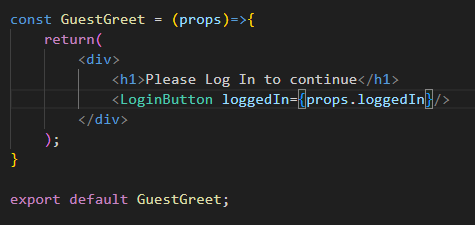 const GuestGreet = (props)=>{
    return(
        <div>
            <h1>Please Log In to continue</h1>
            <LoginButton loggedIn={props.loggedIn}/>
        </div>
    );
}

export default GuestGreet;